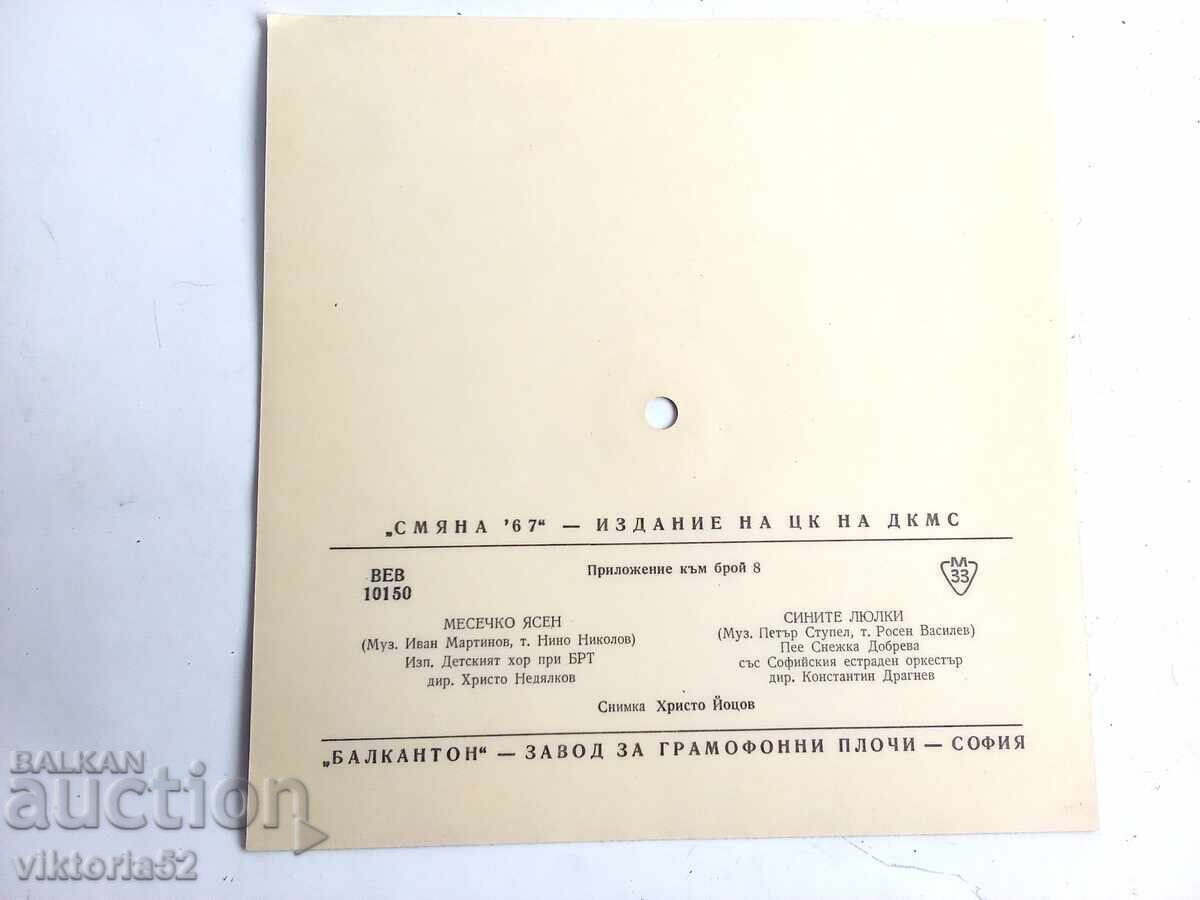 „СМЯНА '67“ — ИЗДАНИЕ НА ЦК НА ДКМС
ВЕВ
10150
Приложение към брой 8
М
33
МЕСЕЧКО ЯСЕН
(Муз. Иван Мартинов, т. Нино Николов)
Изп. Детският хор при БРТ
дир. Христо Недялков
СИНИТЕ ЛЮЛКИ
(Муз. Петър Ступел, т. Росен Василев)
Пее Снежка Добрева
със Софийския естраден оркестър
дир. Константин Драгнев
Снимка Христо Йоцов
„БАЛКАНТОН“ — ЗАВОД ЗА ГРАМОФОННИ ПЛОЧИ — СОФИЯ
BALKAN
auction
viktoria52